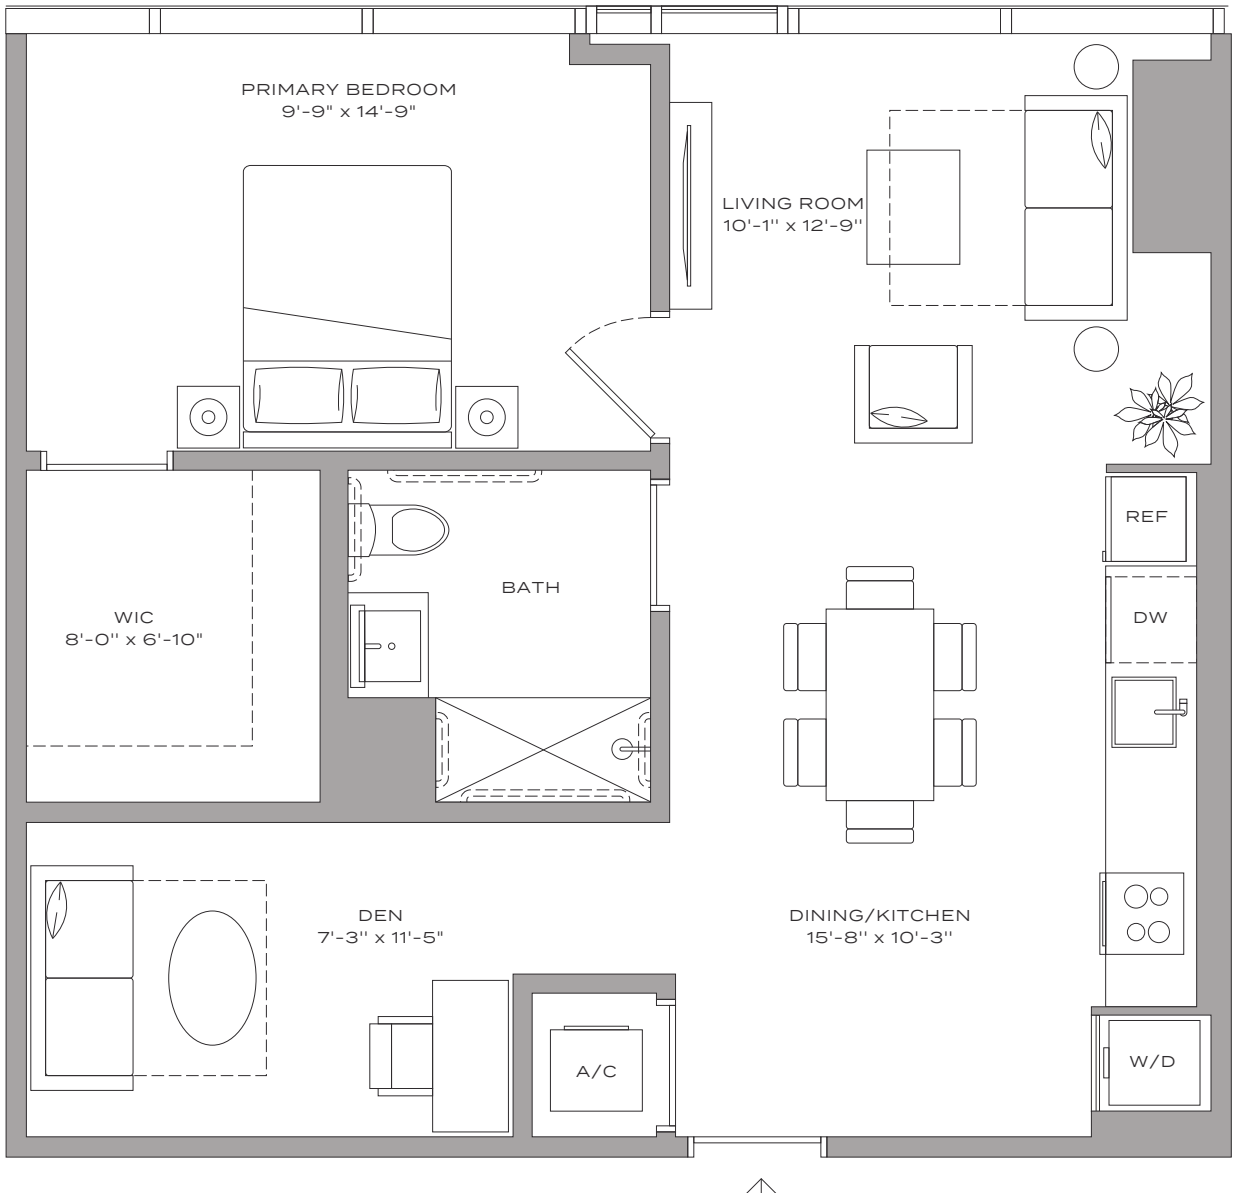 PRIMARY BEDROOM
9'-9" x 14'-9"
LIVING ROOM
10'-1'' x 12'-9''
REF
BATH
WIC
8'-0'' x 6'-10"
DW
DEN
7'-3'' x 11'-5"
DINING/KITCHEN
15'-8'' x 10'-3''
A/C
W/D